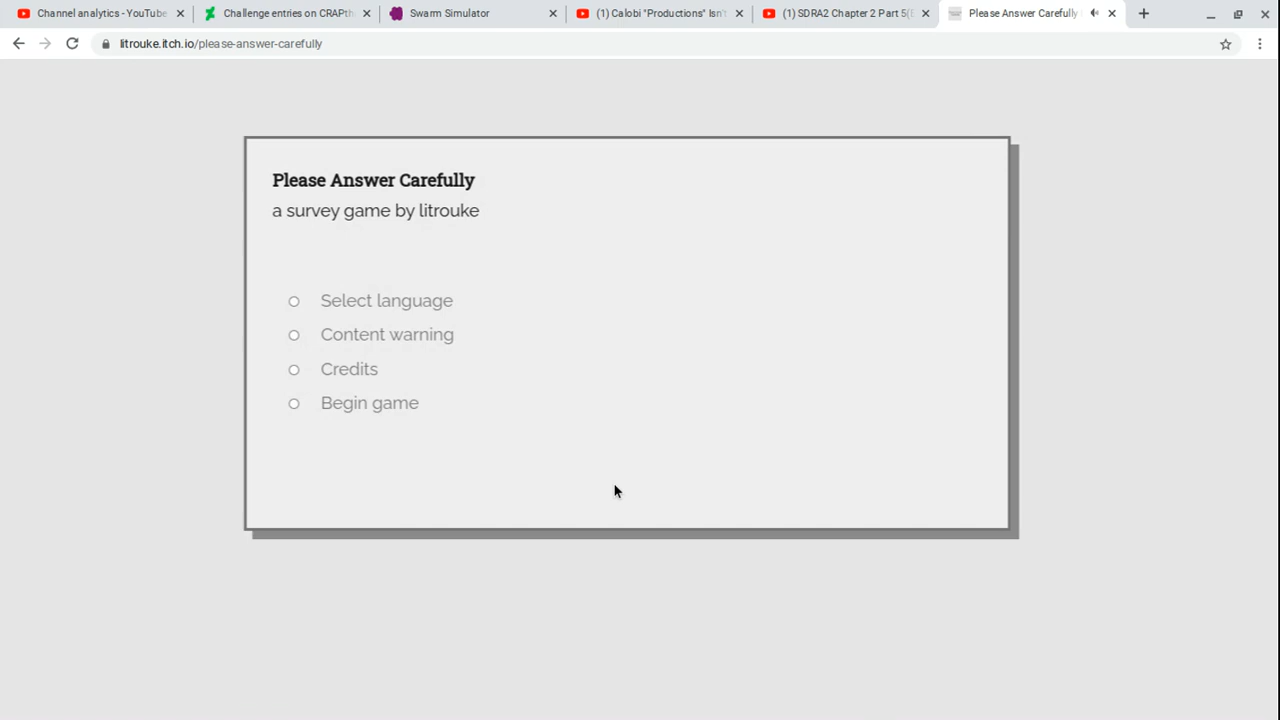 Channel analytics - YouTube
Challenge entries on CRAPth
Swarm Simulator
(1) Calobi "Productions" Isn'
(1) SDRA2 Chapter 2 Part 5(
Please Answer Carefully
litrouke.itch.io/please-answer-carefully
Please Answer Carefully
a survey game by litrouke
Select language
Content warning
Credits
Begin game